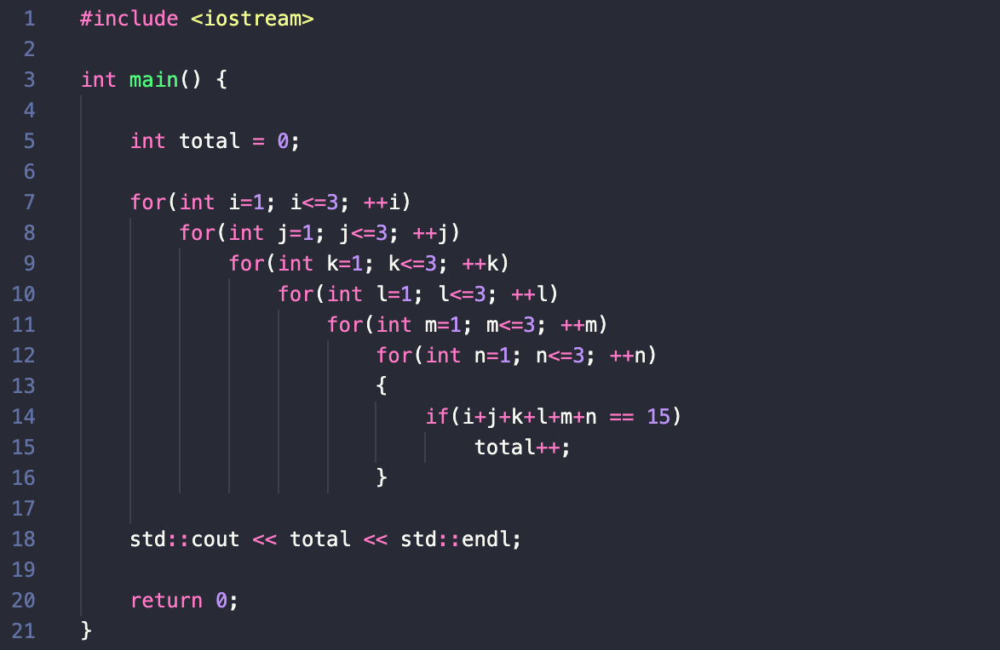 1 #include <iostream>
2
3 int main() {
4
5     int total = 0;
6
7     for(int i=1; i<=3; ++i)
8         for(int j=1; j<=3; ++j)
9             for(int k=1; k<=3; ++k)
10                 for(int l=1; l<=3; ++l)
11                     for(int m=1; m<=3; ++m)
12                         for(int n=1; n<=3; ++n)
13                         {
14                             if(i+j+k+l+m+n == 15)
15                                 total++;
16                         }
17
18     std::cout << total << std::endl;
19
20     return 0;
21 }